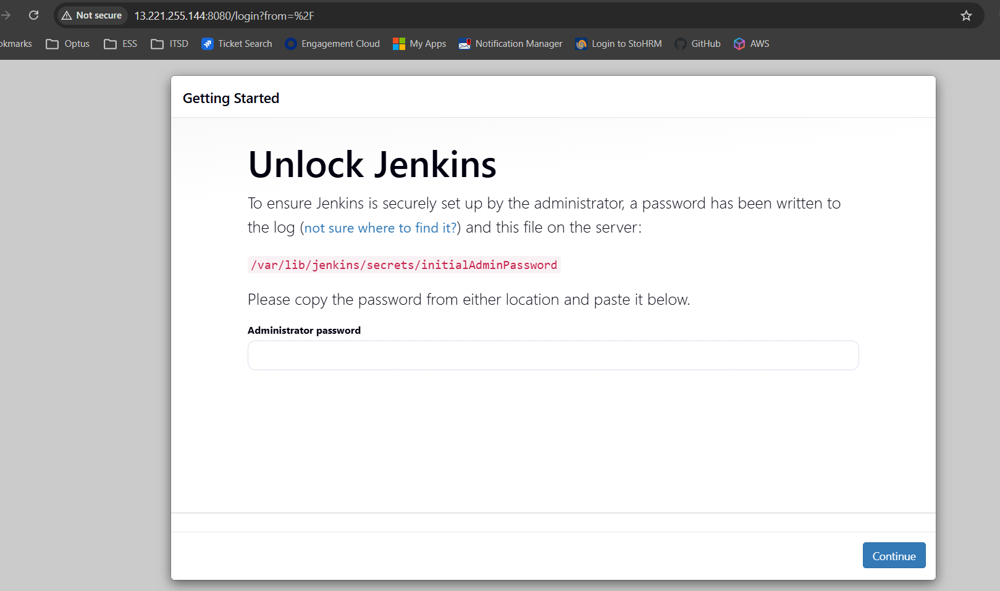 Not secure 13.221.255.144:8080/login?from=%2F
okmarks Optus ESS ITSD Ticket Search Engagement Cloud My Apps Notification Manager Login to StoHRM GitHub AWS
Getting Started
Unlock Jenkins
To ensure Jenkins is securely set up by the administrator, a password has been written to
the log (not sure where to find it?) and this file on the server:
/var/lib/jenkins/secrets/initialAdminPassword
Please copy the password from either location and paste it below.
Administrator password
Continue